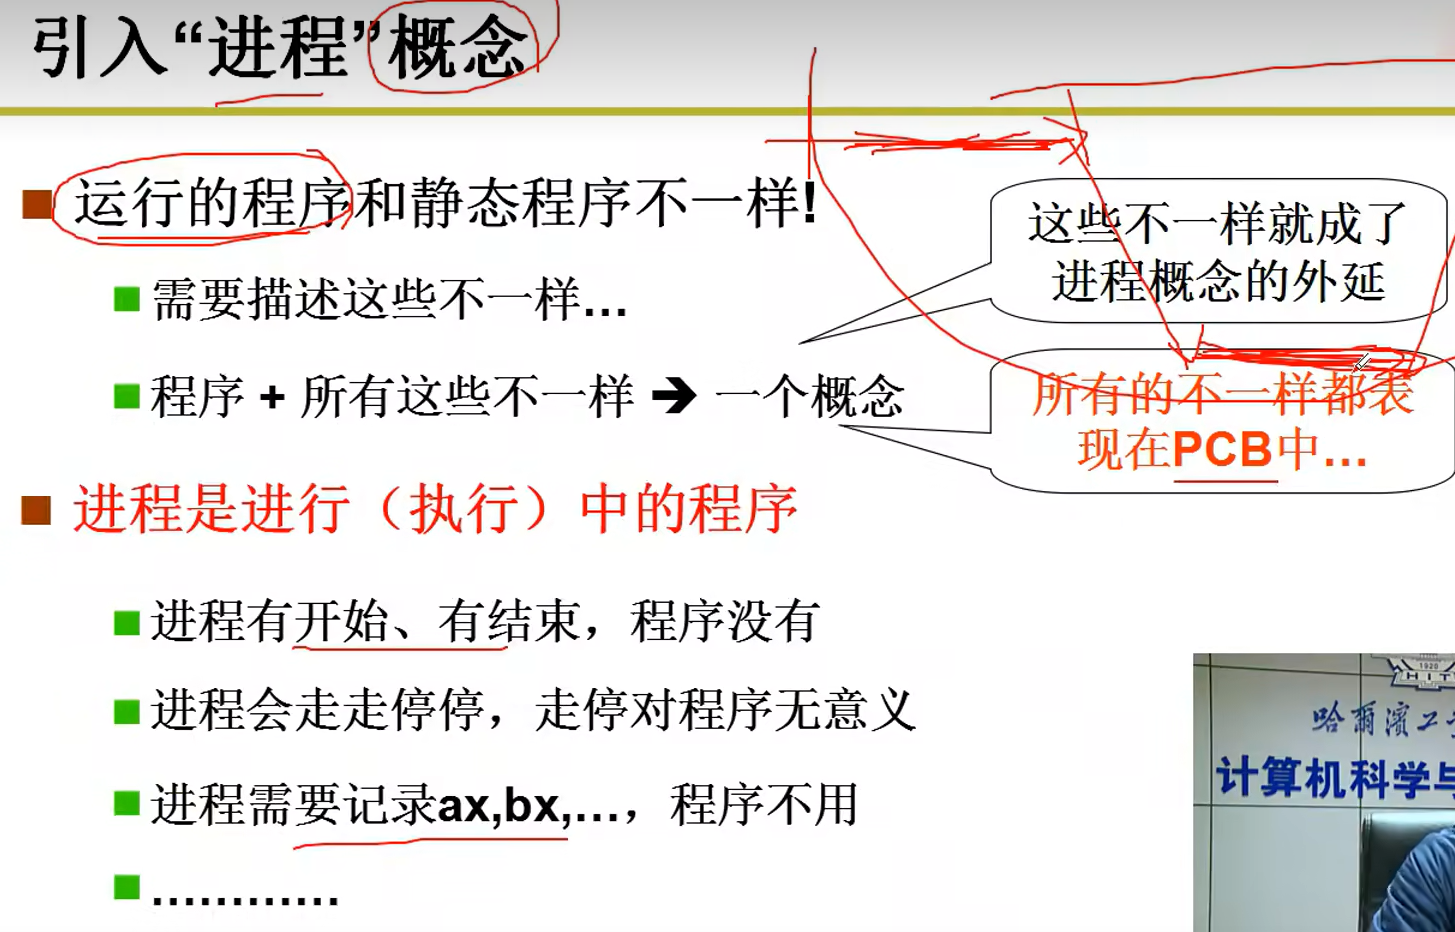 引入“进程”概念
运行的程序和静态程序不一样!
需要描述这些不一样...
程序 + 所有这些不一样 ➔ 一个概念
这些不一样就成了
进程概念的外延
所有的不一样都表
现在PCB中...
进程是进行（执行）中的程序
进程有开始、有结束，程序没有
进程会走走停停，走停对程序无意义
进程需要记录ax,bx,...，程序不用
............
1920
HIT
哈爾濱工
计算机科学与